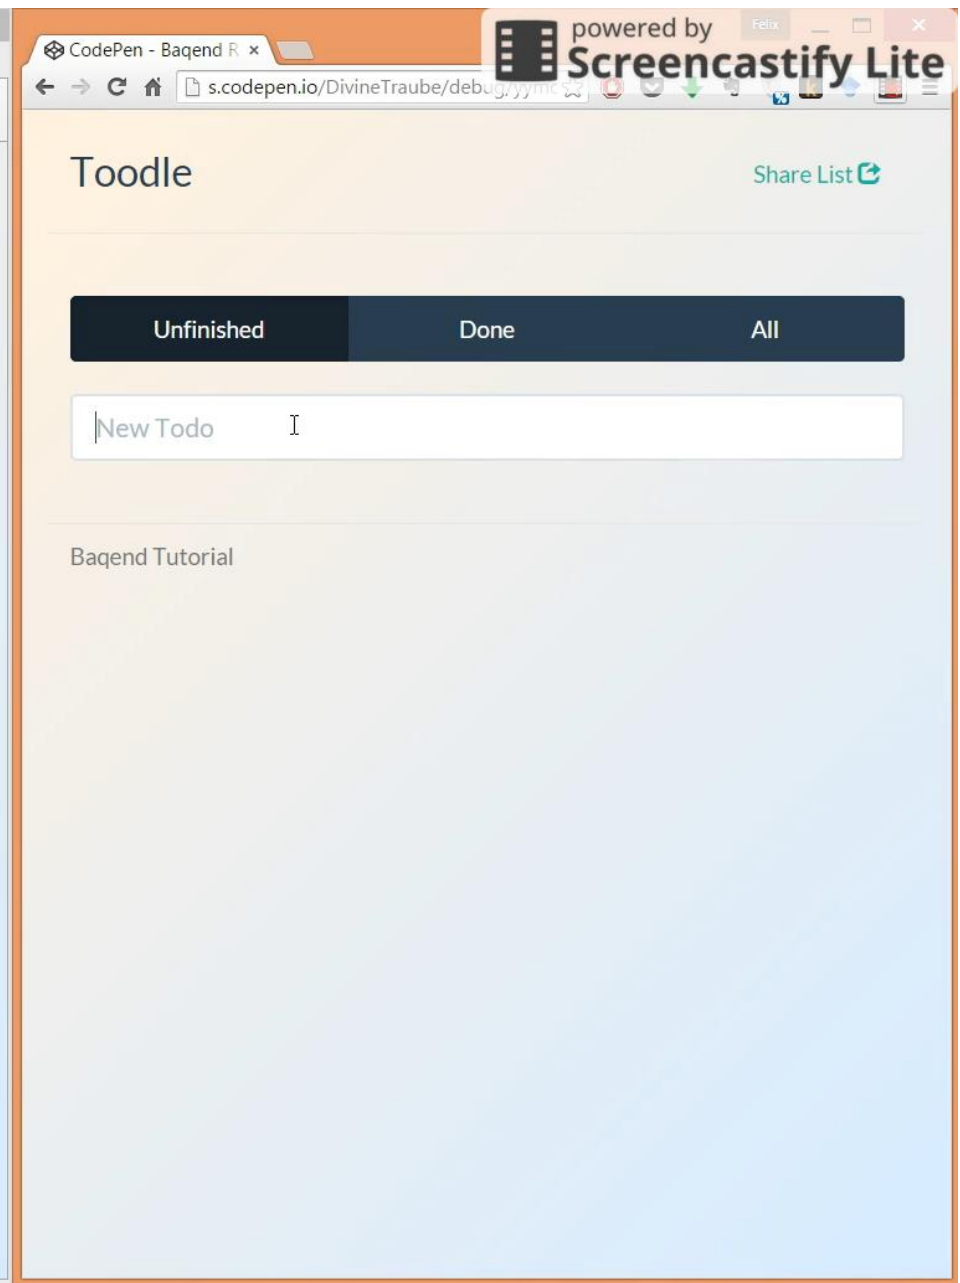 powered by
Screencastify Lite
Felix
CodePen - Baqend R
s.codepen.io/DivineTraube/debug/
Toodle
Share List
Unfinished
Done
All
New Todo
Baqend Tutorial